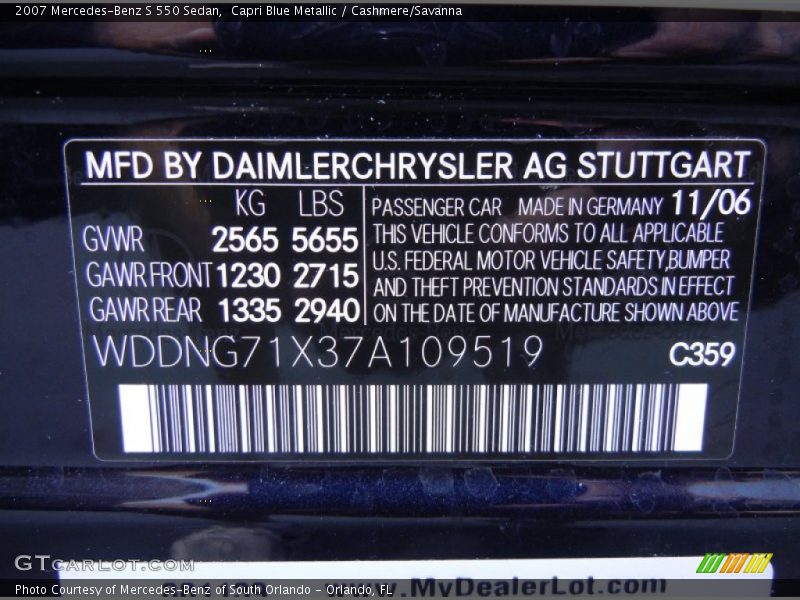 2007 Mercedes-Benz S 550 Sedan,  Capri Blue Metallic / Cashmere/Savanna
MFD BY DAIMLERCHRYSLER AG STUTTGART
KG LBS
GVWR 2565 5655
GAWR FRONT 1230 2715
GAWR REAR 1335 2940
PASSENGER CAR MADE IN GERMANY 11/06
THIS VEHICLE CONFORMS TO ALL APPLICABLE
U.S. FEDERAL MOTOR VEHICLE SAFETY,BUMPER
AND THEFT PREVENTION STANDARDS IN EFFECT
ON THE DATE OF MANUFACTURE SHOWN ABOVE
WDDNG71X37A109519 C359
GTCARLOT.COM
www.MyDealerLot.com
Photo Courtesy of Mercedes-Benz of South Orlando - Orlando, FL